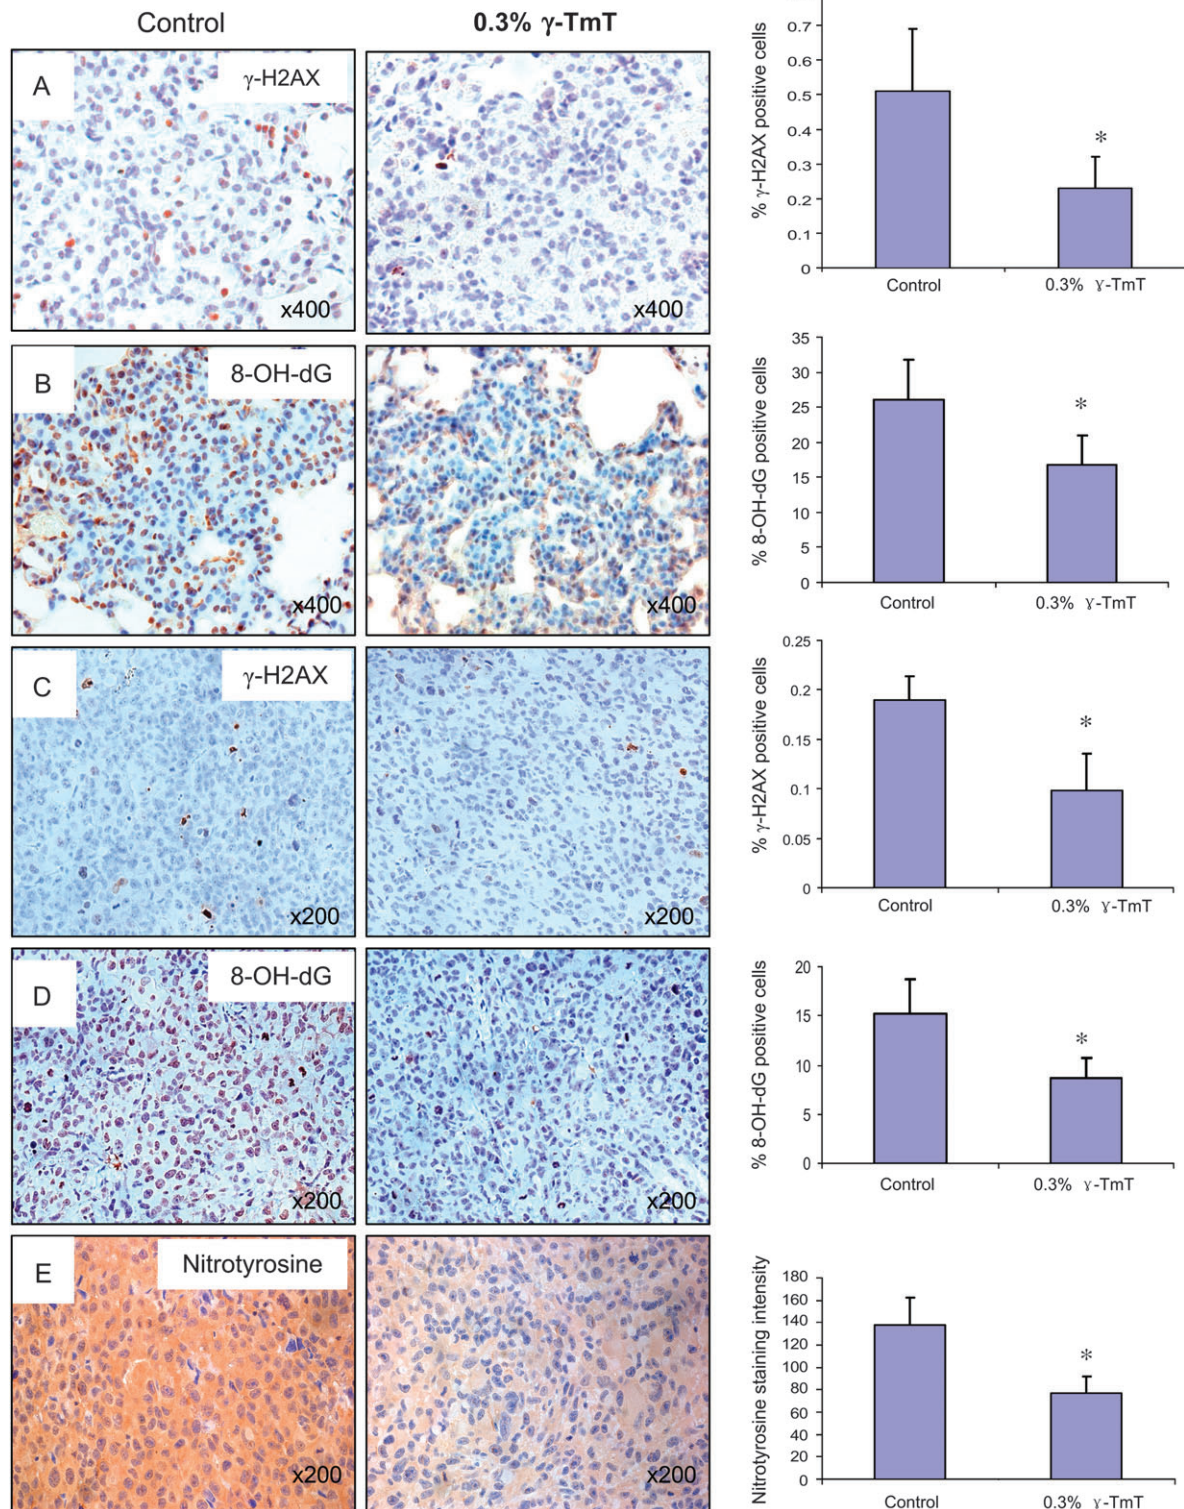 Control
0.3% γ-TmT
A
γ-H2AX
x400
x400
% γ-H2AX positive cells
0.7
0.6
0.5
0.4
0.3
0.2
0.1
0
*
Control
0.3% ɣ-TmT
B
8-OH-dG
x400
x400
% 8-OH-dG positive cells
35
30
25
20
15
10
5
0
*
Control
0.3% ɣ-TmT
C
γ-H2AX
x200
x200
% γ-H2AX positive cells
0.25
0.2
0.15
0.1
0.05
0
*
Control
0.3% ɣ-TmT
D
8-OH-dG
x200
x200
% 8-OH-dG positive cells
20
15
10
5
0
*
Control
0.3% ɣ-TmT
E
Nitrotyrosine
x200
x200
Nitrotyrosine staining intensity
180
160
140
120
100
80
60
40
20
0
*
Control
0.3% ɣ-TmT